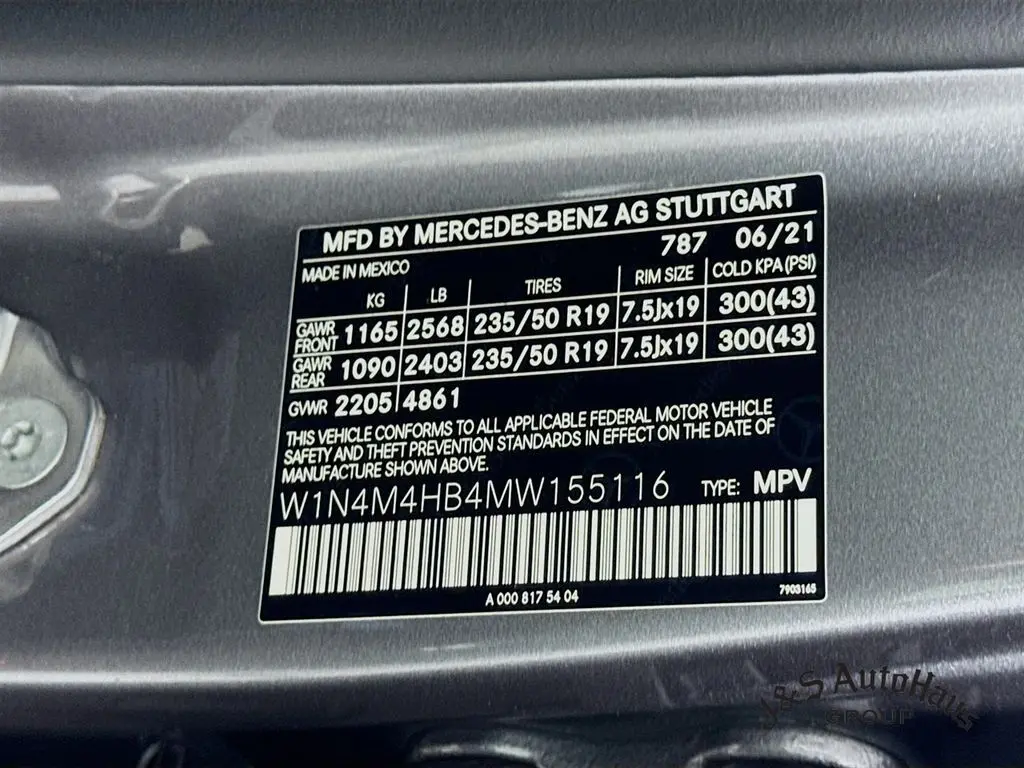 MFD BY MERCEDES-BENZ AG STUTTGART
787 06/21
MADE IN MEXICO
KG LB TIRES RIM SIZE COLD KPA(PSI)
GAWR FRONT 1165 2568 235/50 R19 7.5Jx19 300(43)
GAWR REAR 1090 2403 235/50 R19 7.5Jx19 300(43)
GVWR 2205 4861
THIS VEHICLE CONFORMS TO ALL APPLICABLE FEDERAL MOTOR VEHICLE
SAFETY AND THEFT PREVENTION STANDARDS IN EFFECT ON THE DATE OF
MANUFACTURE SHOWN ABOVE.
W1N4M4HB4MW155116 TYPE: MPV
A 000 817 54 04 7903165
J&S AutoHaus
GROUP